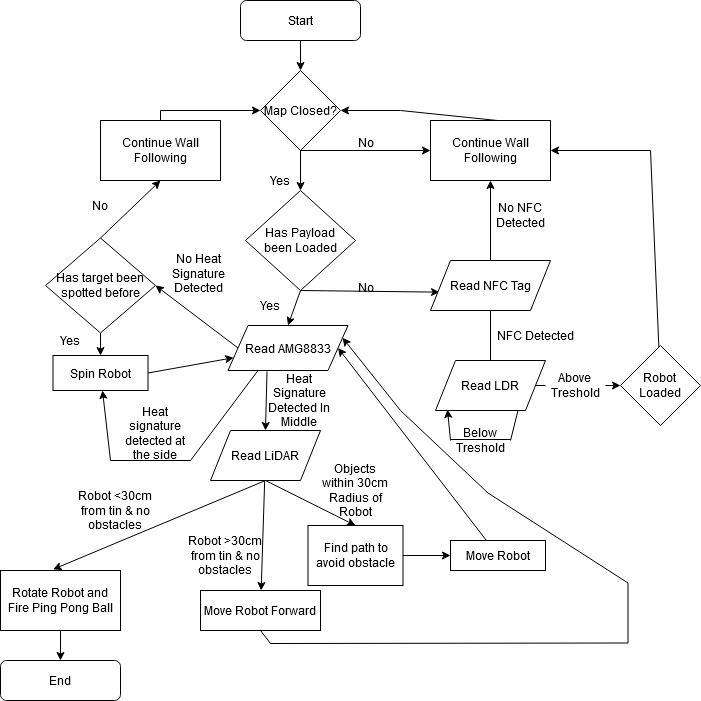 Start
Map Closed?
Continue Wall
Following
No
Continue Wall
Following
Yes
No
No NFC
Detected
Has Payload
been Loaded
No Heat
Signature
Detected
Has target been
spotted before
No
Read NFC Tag
Yes
Yes
NFC Detected
Read AMG8833
Spin Robot
Heat
Signature
Detected In
Middle
Read LDR
Above
Treshold
Robot
Loaded
Heat
signature
detected at
the side
Below
Treshold
Read LiDAR
Objects
within 30cm
Radius of
Robot
Robot <30cm
from tin & no
obstacles
Robot >30cm
from tin & no
obstacles
Find path to
avoid obstacle
Move Robot
Rotate Robot and
Fire Ping Pong Ball
Move Robot Forward
End